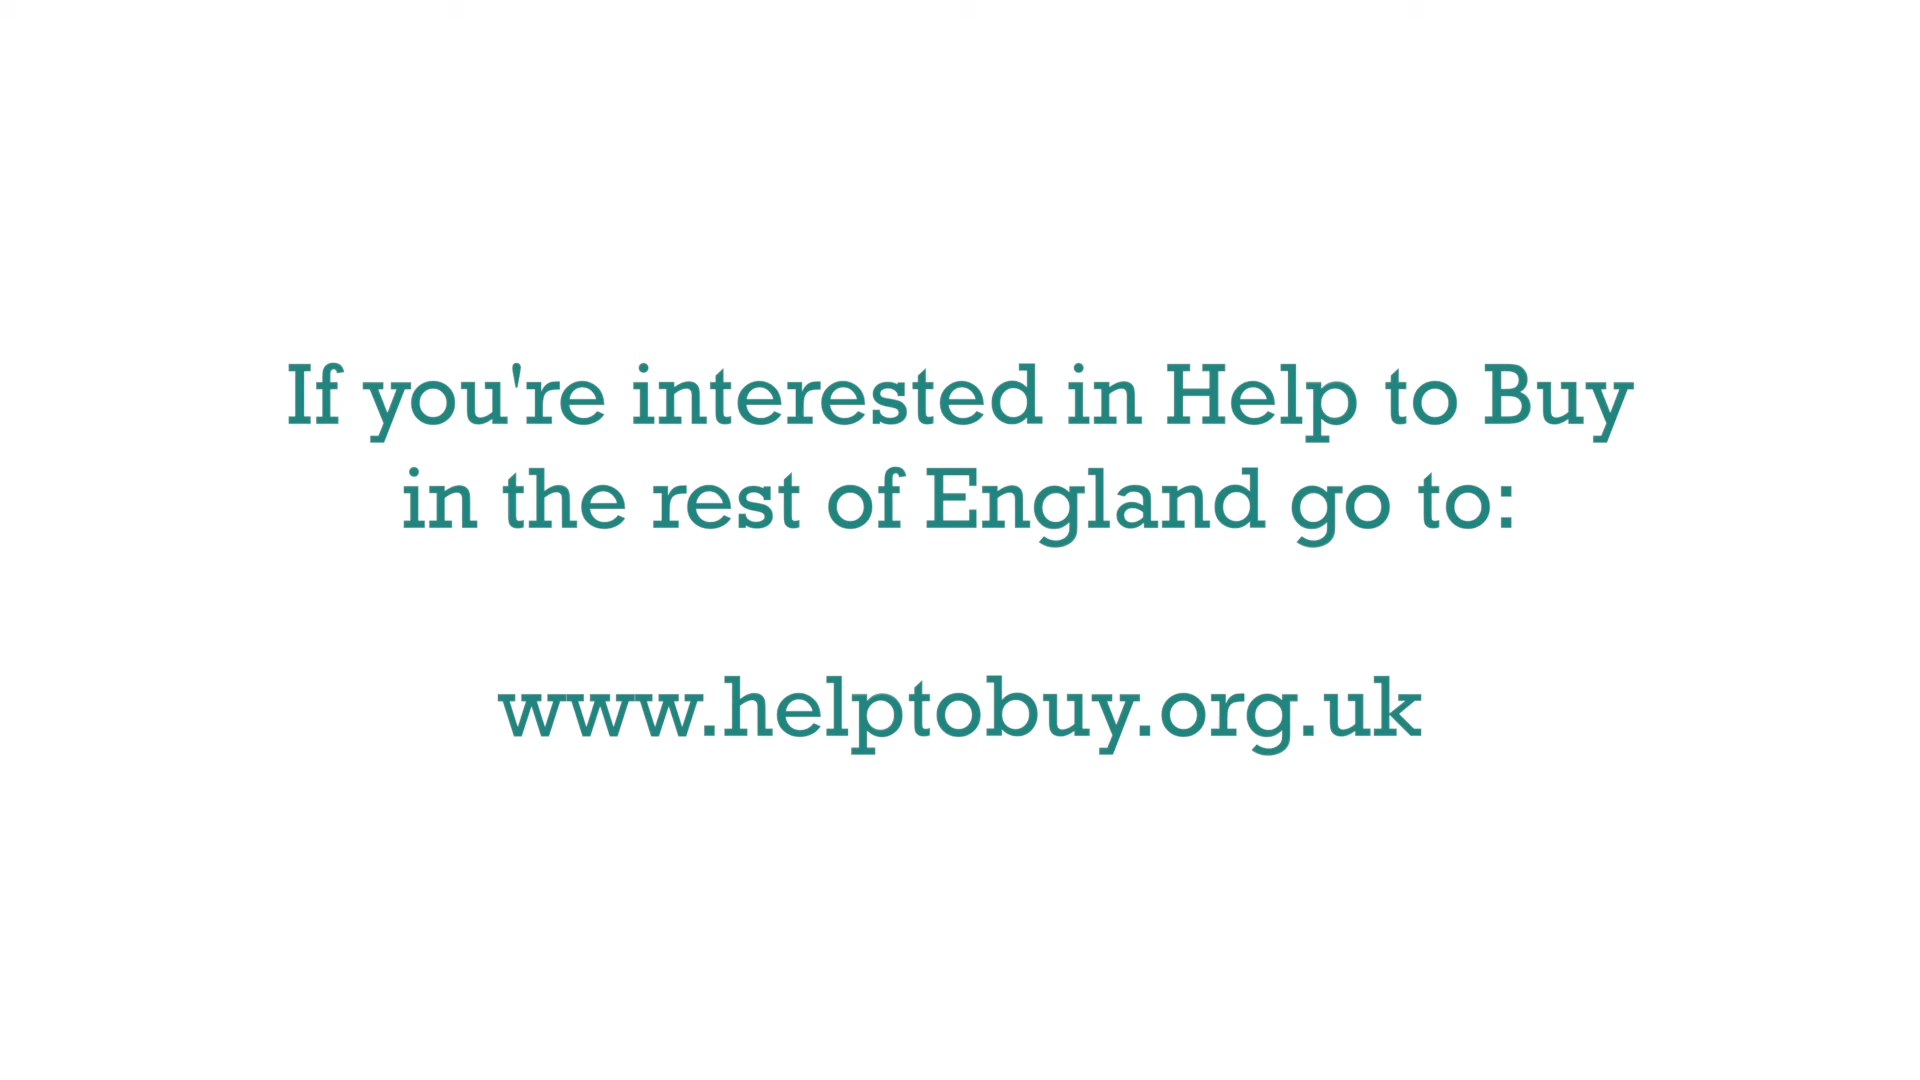 If you're interested in Help to Buy
in the rest of England go to:
www.helptobuy.org.uk